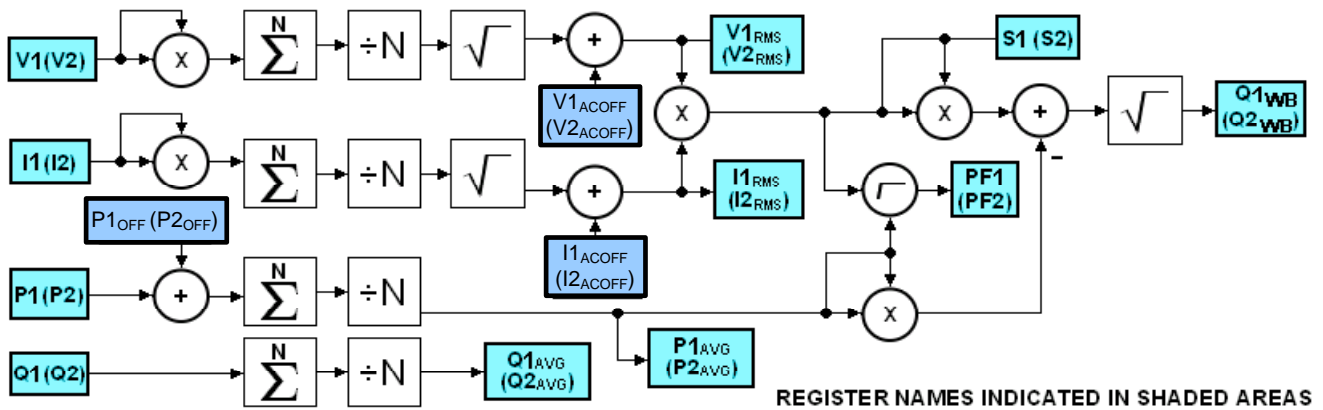 V1(V2)
X
N
∑
÷N
√
+
V1ACOFF
(V2ACOFF)
V1RMS
(V2RMS)
X
S1 (S2)
X
+
-
√
Q1WB
(Q2WB)
I1(I2)
X
N
∑
÷N
√
+
I1ACOFF
(I2ACOFF)
I1RMS
(I2RMS)
PF1
(PF2)
P1OFF (P2OFF)
P1(P2)
+
N
∑
÷N
X
P1AVG
(P2AVG)
Q1(Q2)
N
∑
÷N
Q1AVG
(Q2AVG)
REGISTER NAMES INDICATED IN SHADED AREAS